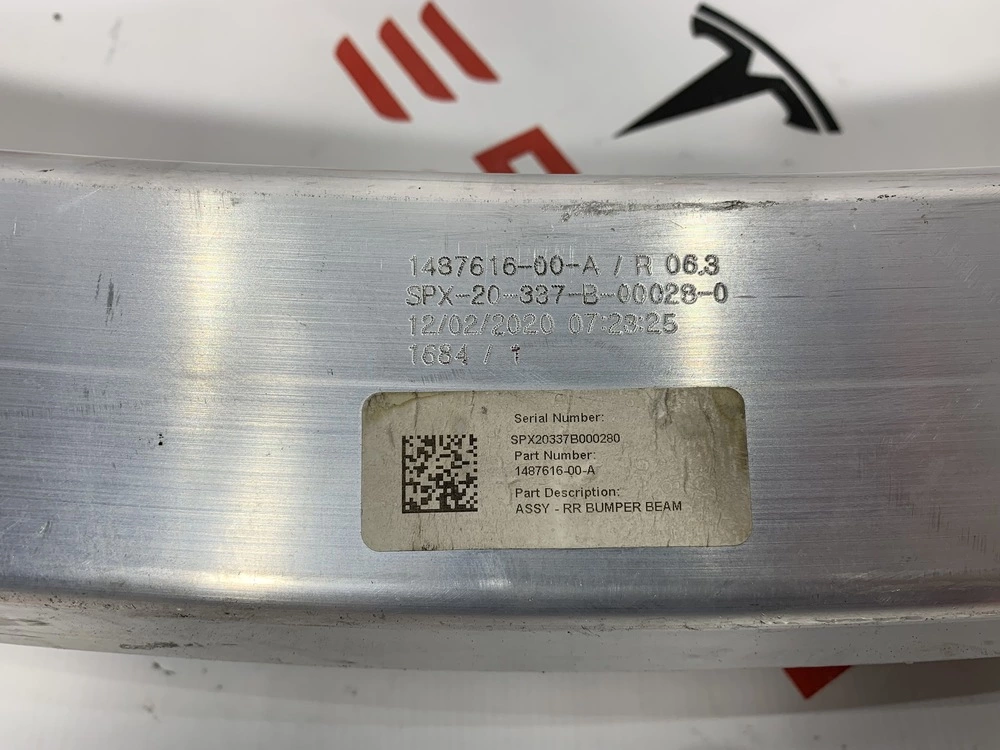 1487616-00-A / R 06.3
SPX-20-337-B-00028-0
12/02/2020 07:23:25
1684 / 1
Serial Number:
SPX20337B000280
Part Number:
1487616-00-A
Part Description:
ASSY - RR BUMPER BEAM